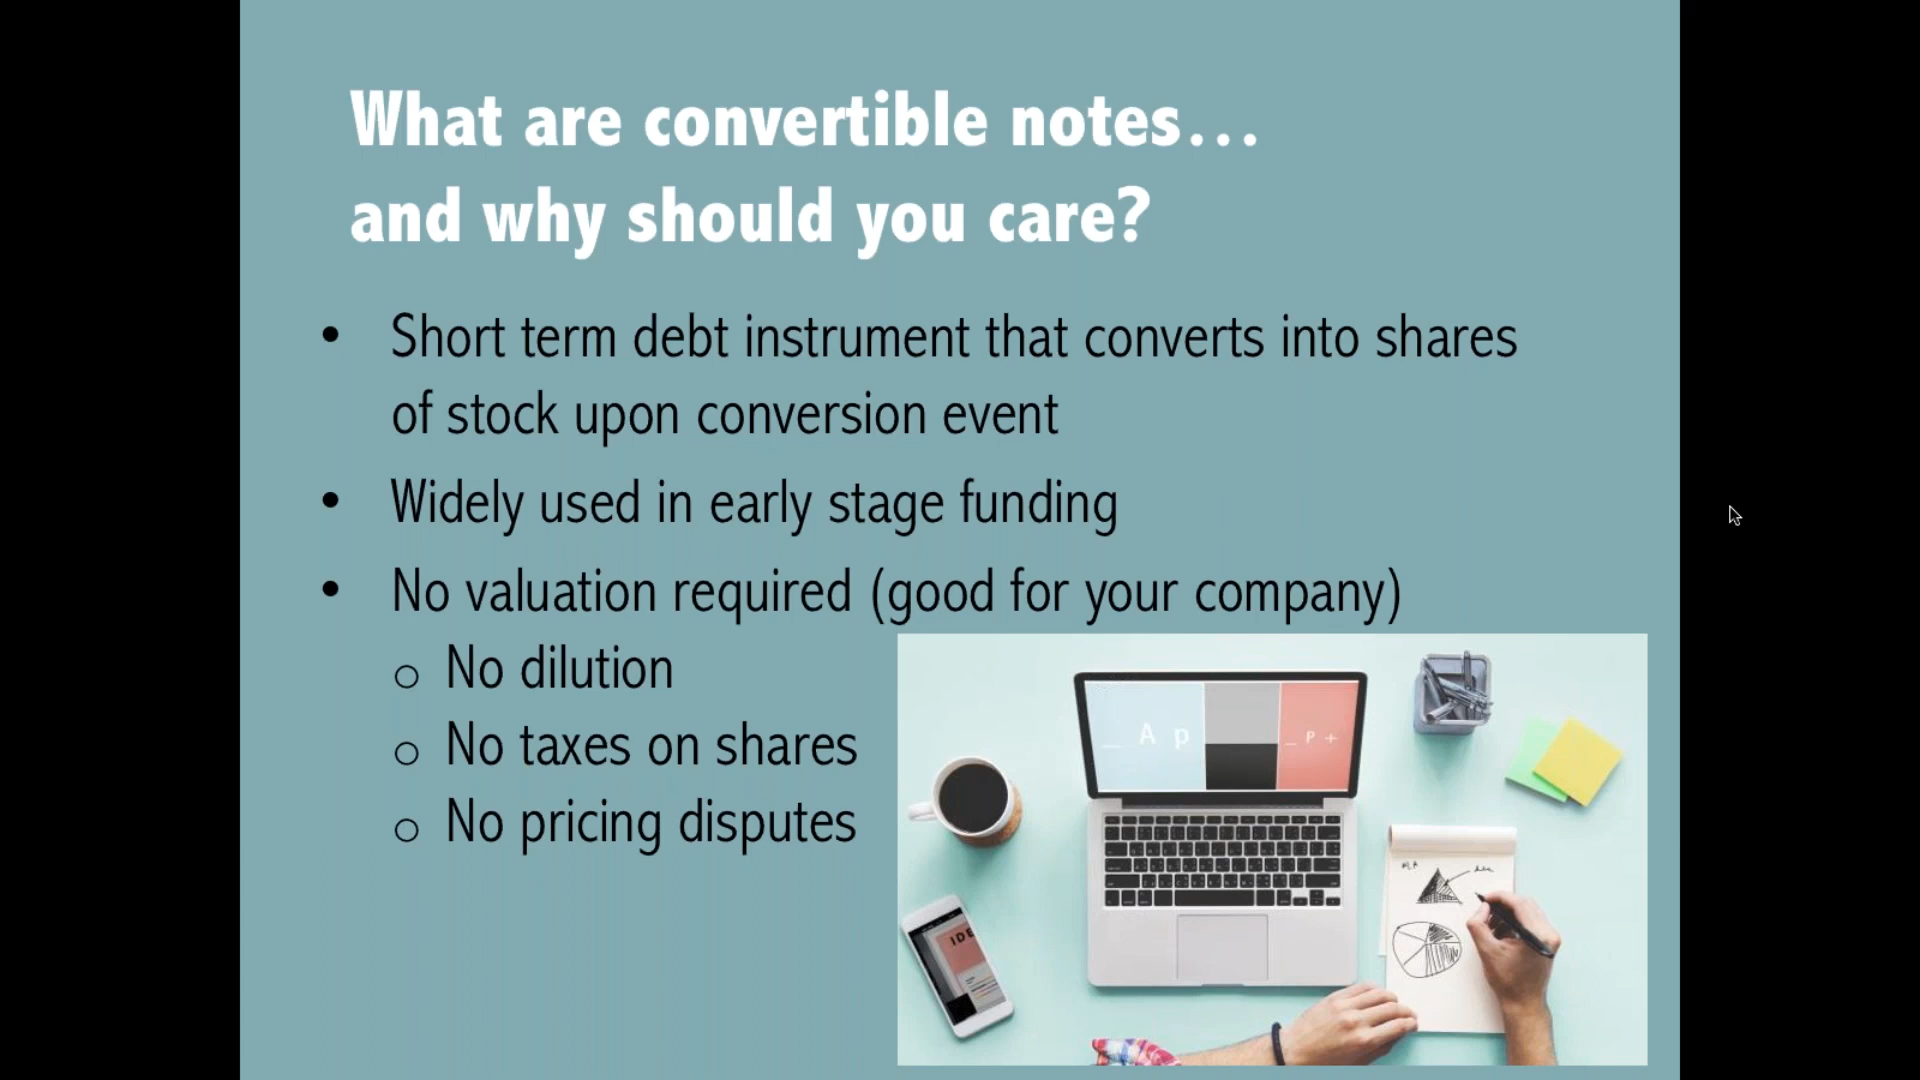 What are convertible notes…
and why should you care?
• Short term debt instrument that converts into shares
of stock upon conversion event
• Widely used in early stage funding
• No valuation required (good for your company)
o No dilution
o No taxes on shares
o No pricing disputes
_ A p
_ P +
IDE